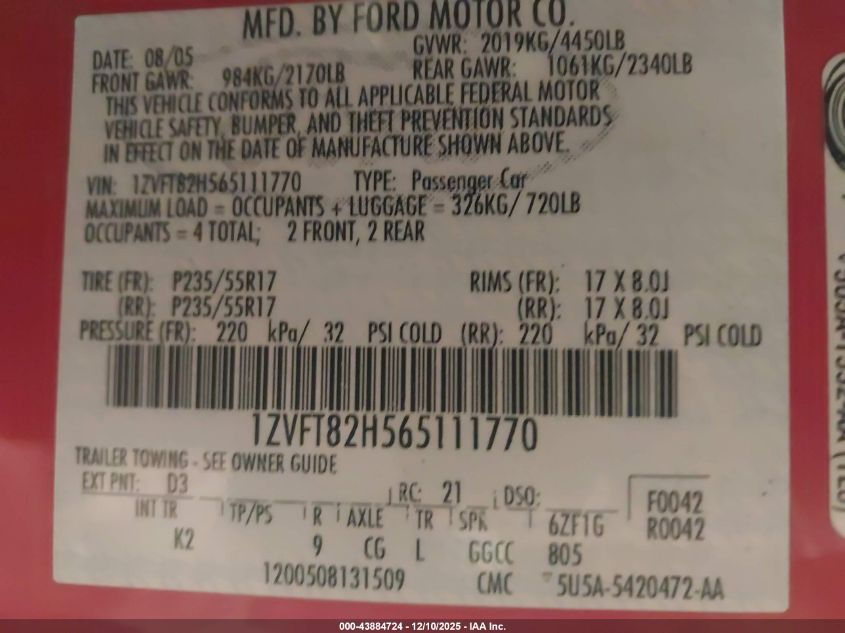 MFD. BY FORD MOTOR CO.
DATE: 08/05 GVWR: 2019KG/4450LB
FRONT GAWR: 984KG/2170LB REAR GAWR: 1061KG/2340LB
THIS VEHICLE CONFORMS TO ALL APPLICABLE FEDERAL MOTOR
VEHICLE SAFETY, BUMPER, AND THEFT PREVENTION STANDARDS
IN EFFECT ON THE DATE OF MANUFACTURE SHOWN ABOVE.
VIN: 1ZVFT82H565111770 TYPE: Passenger Car
MAXIMUM LOAD = OCCUPANTS + LUGGAGE = 326KG/ 720LB
OCCUPANTS = 4 TOTAL; 2 FRONT, 2 REAR
TIRE (FR): P235/55R17 RIMS (FR): 17 X 8.0J
(RR): P235/55R17 (RR): 17 X 8.0J
PRESSURE (FR): 220 kPa/ 32 PSI COLD (RR): 220 kPa/ 32 PSI COLD
1ZVFT82H565111770
TRAILER TOWING - SEE OWNER GUIDE
EXT PNT: D3 RC: 21 DSO: F0042
INT TR TP/PS R AXLE TR SPR 6ZF1G R0042
K2 9 CG L GGCC 805
1200508131509 CMC 5U5A-5420472-AA
000-43884724 - 12/10/2025 - IAA Inc.